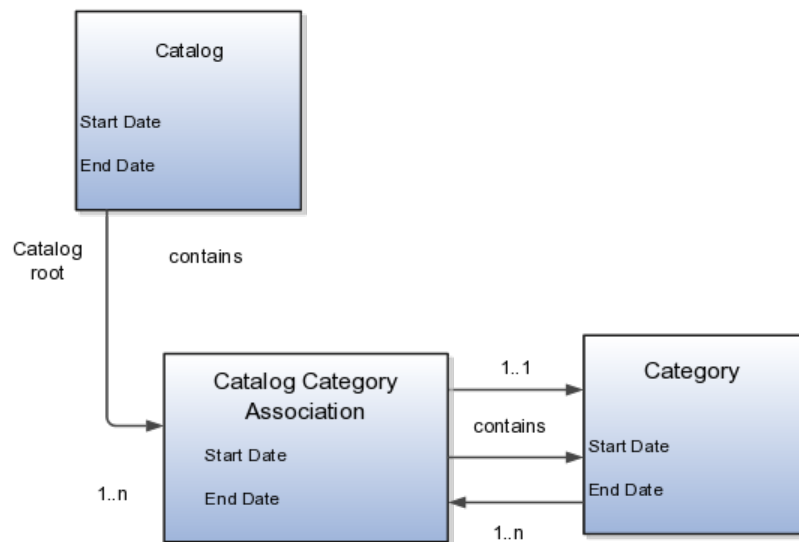 Catalog
Start Date
End Date
Catalog
root
contains
Catalog Category
Association
Start Date
End Date
1..n
1..1
contains
1..n
Category
Start Date
End Date